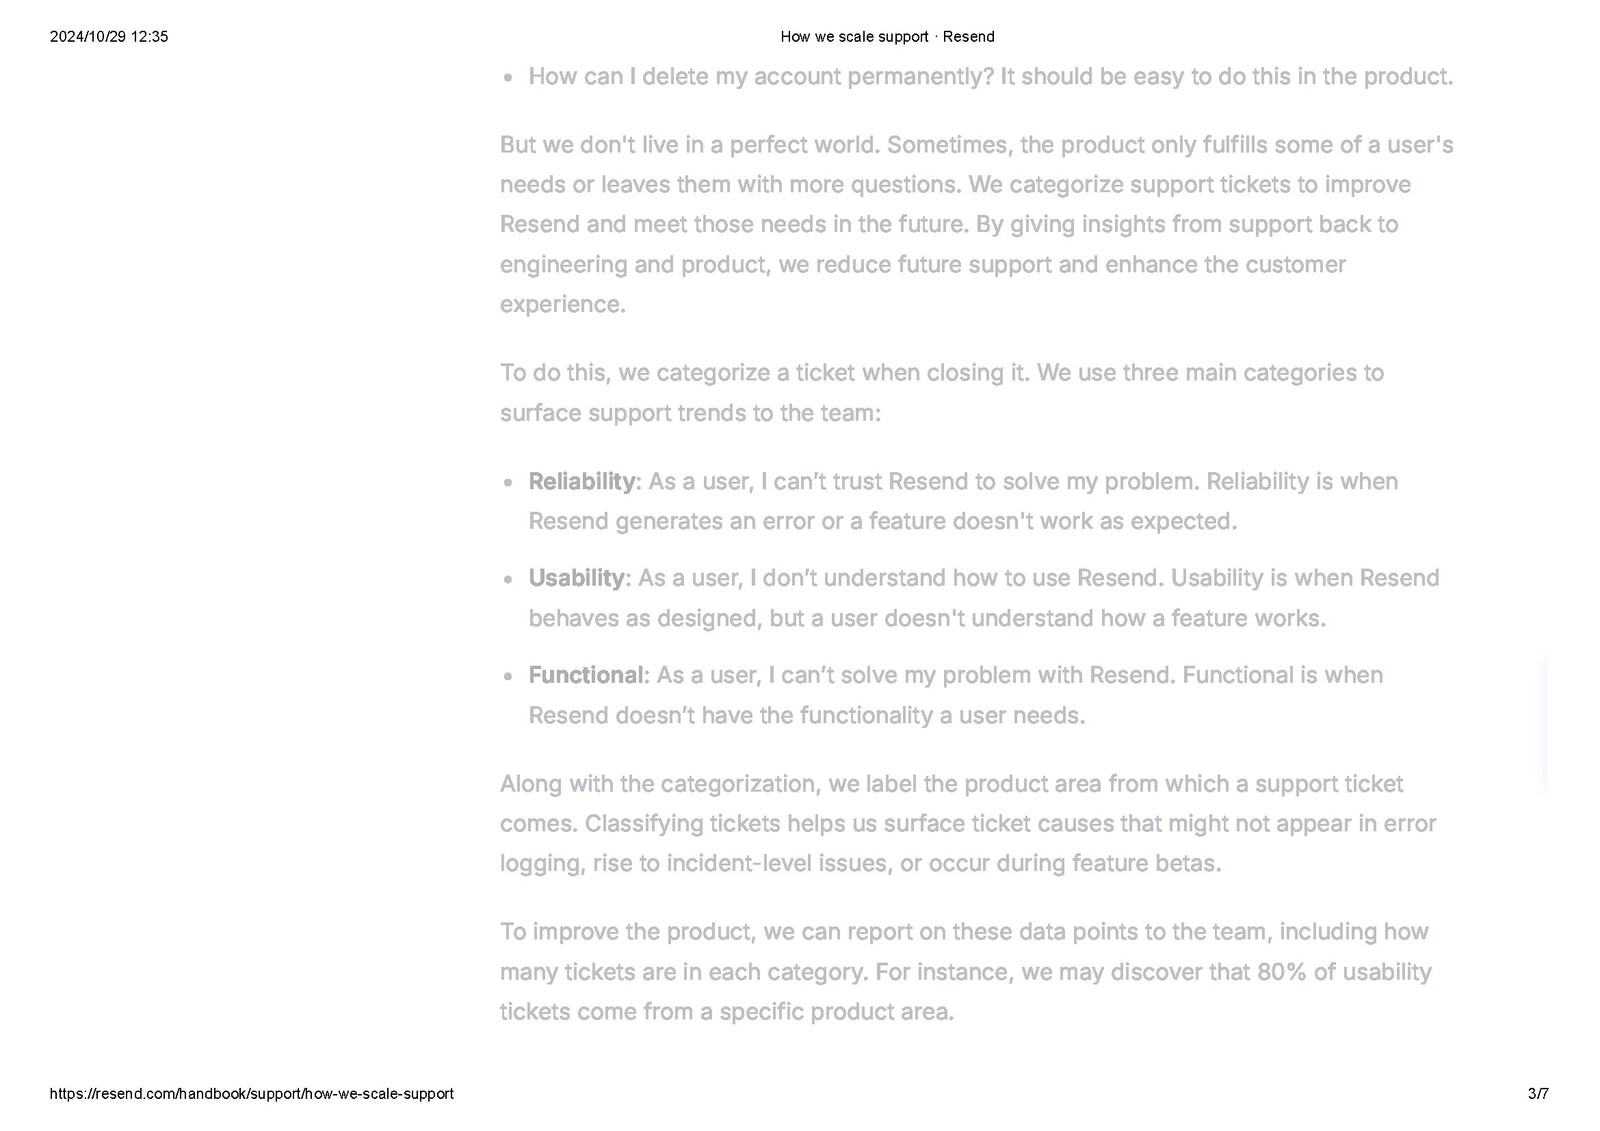 2024/10/29 12:35
How we scale support · Resend
• How can I delete my account permanently? It should be easy to do this in the product.
But we don't live in a perfect world. Sometimes, the product only fulfills some of a user's
needs or leaves them with more questions. We categorize support tickets to improve
Resend and meet those needs in the future. By giving insights from support back to
engineering and product, we reduce future support and enhance the customer
experience.
To do this, we categorize a ticket when closing it. We use three main categories to
surface support trends to the team:
• Reliability: As a user, I can’t trust Resend to solve my problem. Reliability is when
Resend generates an error or a feature doesn't work as expected.
• Usability: As a user, I don’t understand how to use Resend. Usability is when Resend
behaves as designed, but a user doesn't understand how a feature works.
• Functional: As a user, I can’t solve my problem with Resend. Functional is when
Resend doesn’t have the functionality a user needs.
Along with the categorization, we label the product area from which a support ticket
comes. Classifying tickets helps us surface ticket causes that might not appear in error
logging, rise to incident-level issues, or occur during feature betas.
To improve the product, we can report on these data points to the team, including how
many tickets are in each category. For instance, we may discover that 80% of usability
tickets come from a specific product area.
https://resend.com/handbook/support/how-we-scale-support
3/7